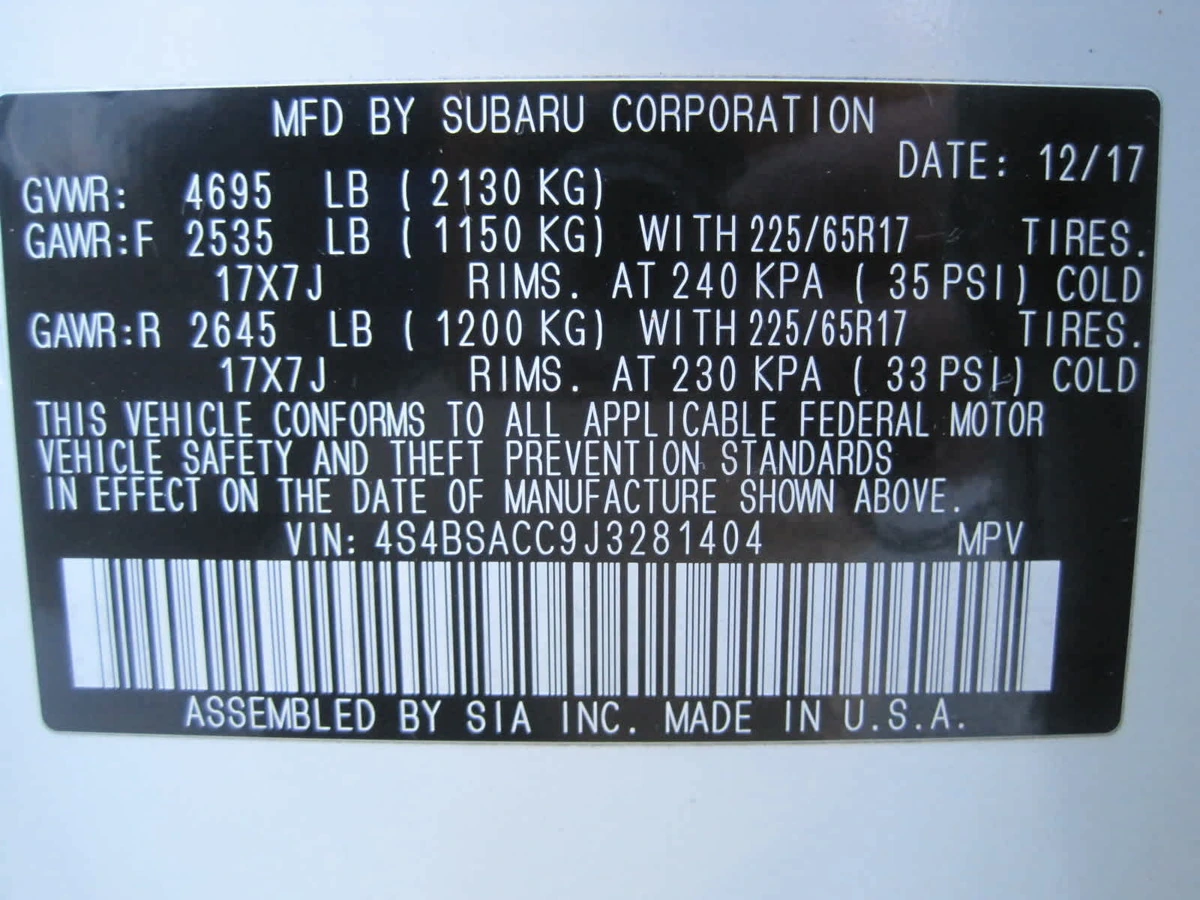 MFD BY SUBARU CORPORATION
DATE: 12/17
GVWR: 4695 LB ( 2130 KG)
GAWR:F 2535 LB ( 1150 KG) WITH 225/65R17 TIRES.
17X7J RIMS. AT 240 KPA ( 35 PSI) COLD
GAWR:R 2645 LB ( 1200 KG) WITH 225/65R17 TIRES.
17X7J RIMS. AT 230 KPA ( 33 PSI) COLD
THIS VEHICLE CONFORMS TO ALL APPLICABLE FEDERAL MOTOR
VEHICLE SAFETY AND THEFT PREVENTION STANDARDS
IN EFFECT ON THE DATE OF MANUFACTURE SHOWN ABOVE.
VIN: 4S4BSACC9J3281404 MPV
ASSEMBLED BY SIA INC. MADE IN U.S.A.